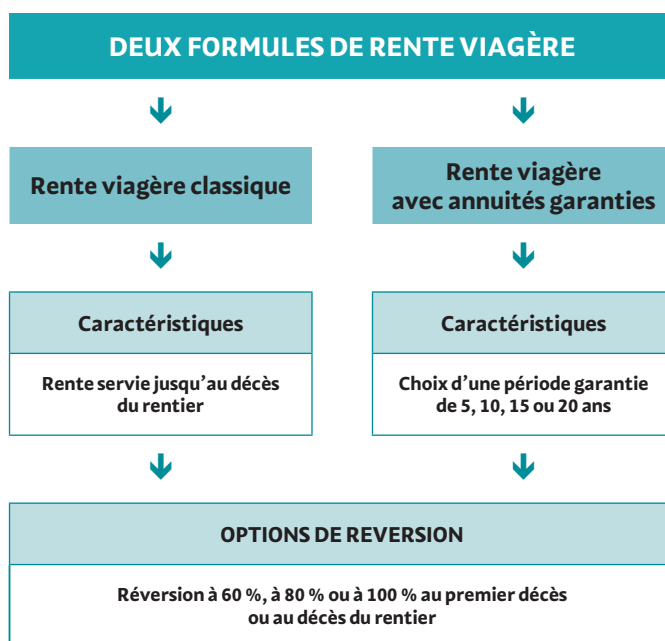 DEUX FORMULES DE RENTE VIAGÈRE
Rente viagère classique
Rente viagère
avec annuités garanties
Caractéristiques
Rente servie jusqu'au décès
du rentier
Caractéristiques
Choix d'une période garantie
de 5, 10, 15 ou 20 ans
OPTIONS DE REVERSION
Réversion à 60 %, à 80 % ou à 100 % au premier décès
ou au décès du rentier